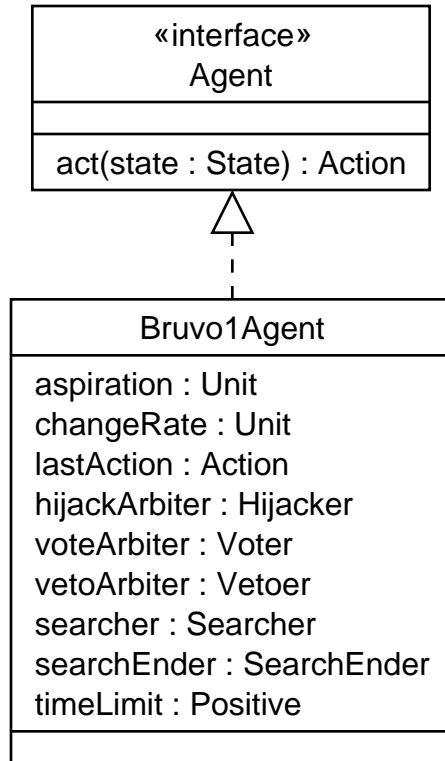 «interface»
Agent
act(state : State) : Action
Bruvo1Agent
aspiration : Unit
changeRate : Unit
lastAction : Action
hijackArbiter : Hijacker
voteArbiter : Voter
vetoArbiter : Vetoer
searcher : Searcher
searchEnder : SearchEnder
timeLimit : Positive